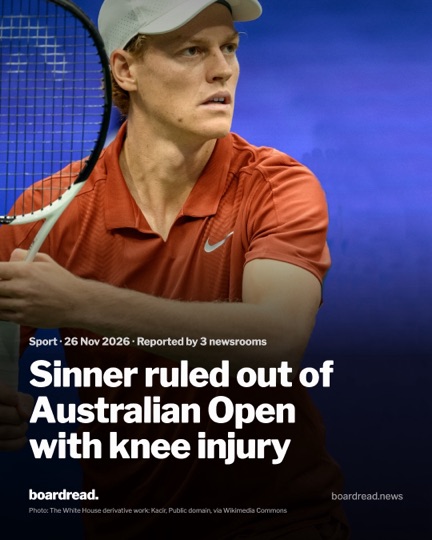 Sport · 26 Nov 2026 · Reported by 3 newsrooms
Sinner ruled out of
Australian Open
with knee injury
boardread.
boardread.news
Photo: The White House derivative work: Kacir, Public domain, via Wikimedia Commons